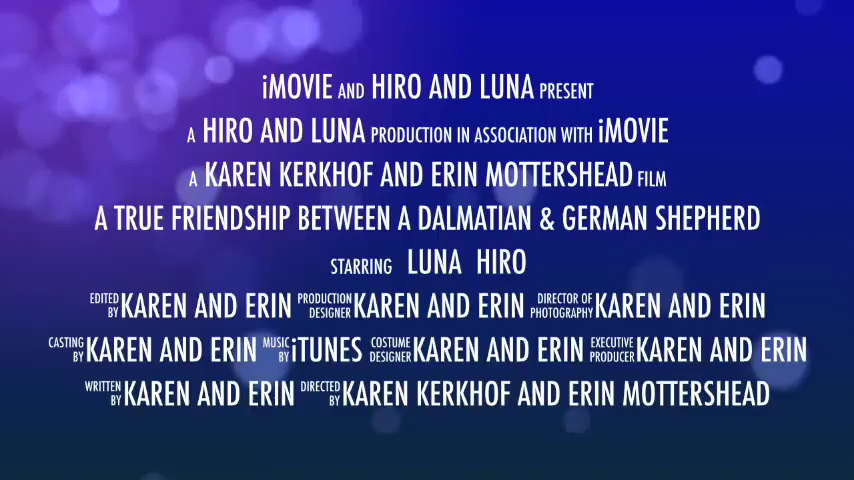 iMOVIE AND HIRO AND LUNA PRESENT
A HIRO AND LUNA PRODUCTION IN ASSOCIATION WITH iMOVIE
A KAREN KERKHOF AND ERIN MOTTERSHEAD FILM
A TRUE FRIENDSHIP BETWEEN A DALMATIAN & GERMAN SHEPHERD
STARRING LUNA HIRO
EDITED BY KAREN AND ERIN PRODUCTION DESIGNER KAREN AND ERIN DIRECTOR OF PHOTOGRAPHY KAREN AND ERIN
CASTING BY KAREN AND ERIN MUSIC BY iTUNES COSTUME DESIGNER KAREN AND ERIN EXECUTIVE PRODUCER KAREN AND ERIN
WRITTEN BY KAREN AND ERIN DIRECTED BY KAREN KERKHOF AND ERIN MOTTERSHEAD